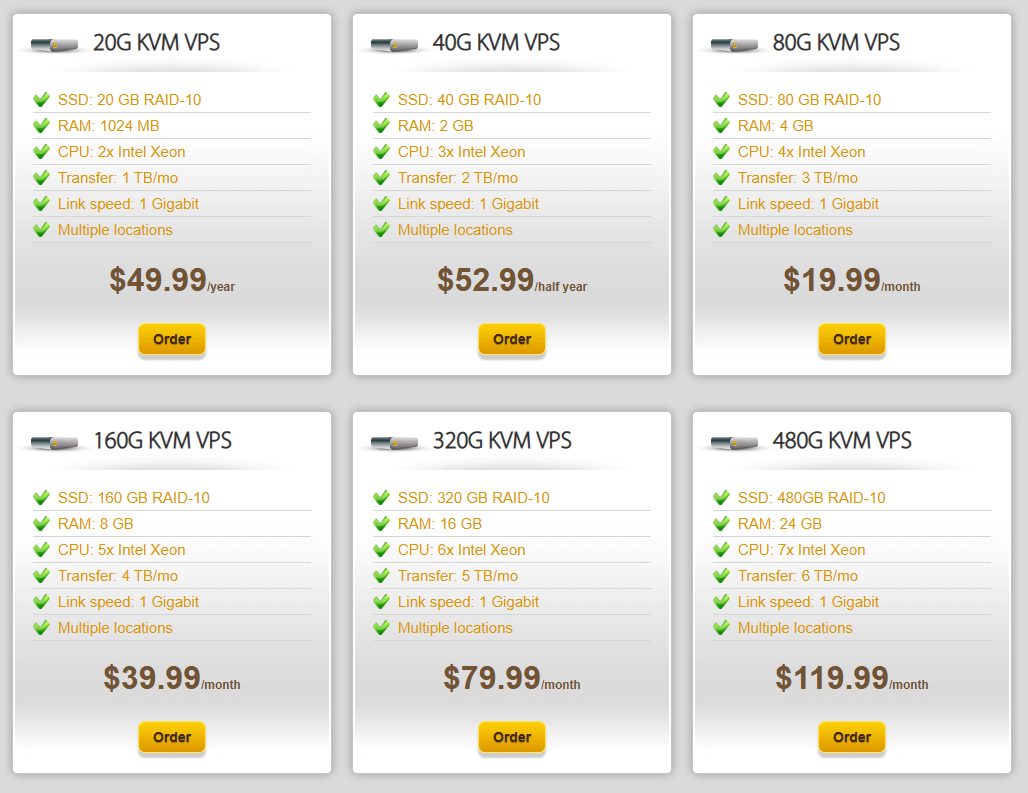 20G KVM VPS
SSD: 20 GB RAID-10
RAM: 1024 MB
CPU: 2x Intel Xeon
Transfer: 1 TB/mo
Link speed: 1 Gigabit
Multiple locations
$49.99/year
Order
40G KVM VPS
SSD: 40 GB RAID-10
RAM: 2 GB
CPU: 3x Intel Xeon
Transfer: 2 TB/mo
Link speed: 1 Gigabit
Multiple locations
$52.99/half year
Order
80G KVM VPS
SSD: 80 GB RAID-10
RAM: 4 GB
CPU: 4x Intel Xeon
Transfer: 3 TB/mo
Link speed: 1 Gigabit
Multiple locations
$19.99/month
Order
160G KVM VPS
SSD: 160 GB RAID-10
RAM: 8 GB
CPU: 5x Intel Xeon
Transfer: 4 TB/mo
Link speed: 1 Gigabit
Multiple locations
$39.99/month
Order
320G KVM VPS
SSD: 320 GB RAID-10
RAM: 16 GB
CPU: 6x Intel Xeon
Transfer: 5 TB/mo
Link speed: 1 Gigabit
Multiple locations
$79.99/month
Order
480G KVM VPS
SSD: 480GB RAID-10
RAM: 24 GB
CPU: 7x Intel Xeon
Transfer: 6 TB/mo
Link speed: 1 Gigabit
Multiple locations
$119.99/month
Order